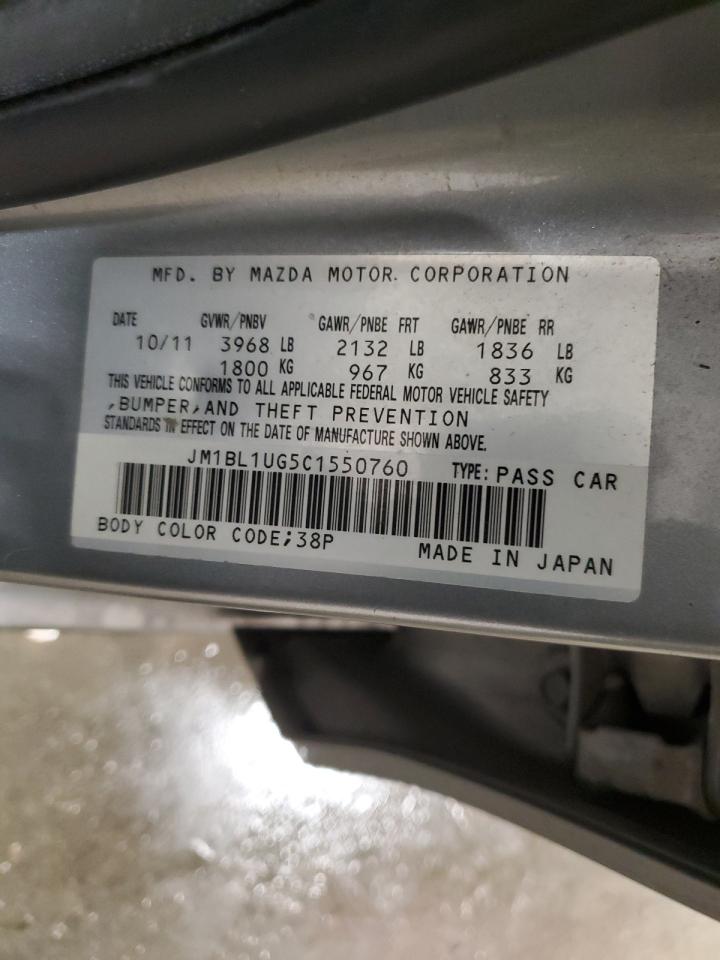 MFD. BY MAZDA MOTOR CORPORATION
DATE GVWR/PNBV GAWR/PNBE FRT GAWR/PNBE RR
10/11 3968 LB 2132 LB 1836 LB
1800 KG 967 KG 833 KG
THIS VEHICLE CONFORMS TO ALL APPLICABLE FEDERAL MOTOR VEHICLE SAFETY
,BUMPER,AND THEFT PREVENTION
STANDARDS IN EFFECT ON THE DATE OF MANUFACTURE SHOWN ABOVE.
JM1BL1UG5C1550760 TYPE: PASS CAR
BODY COLOR CODE;38P MADE IN JAPAN